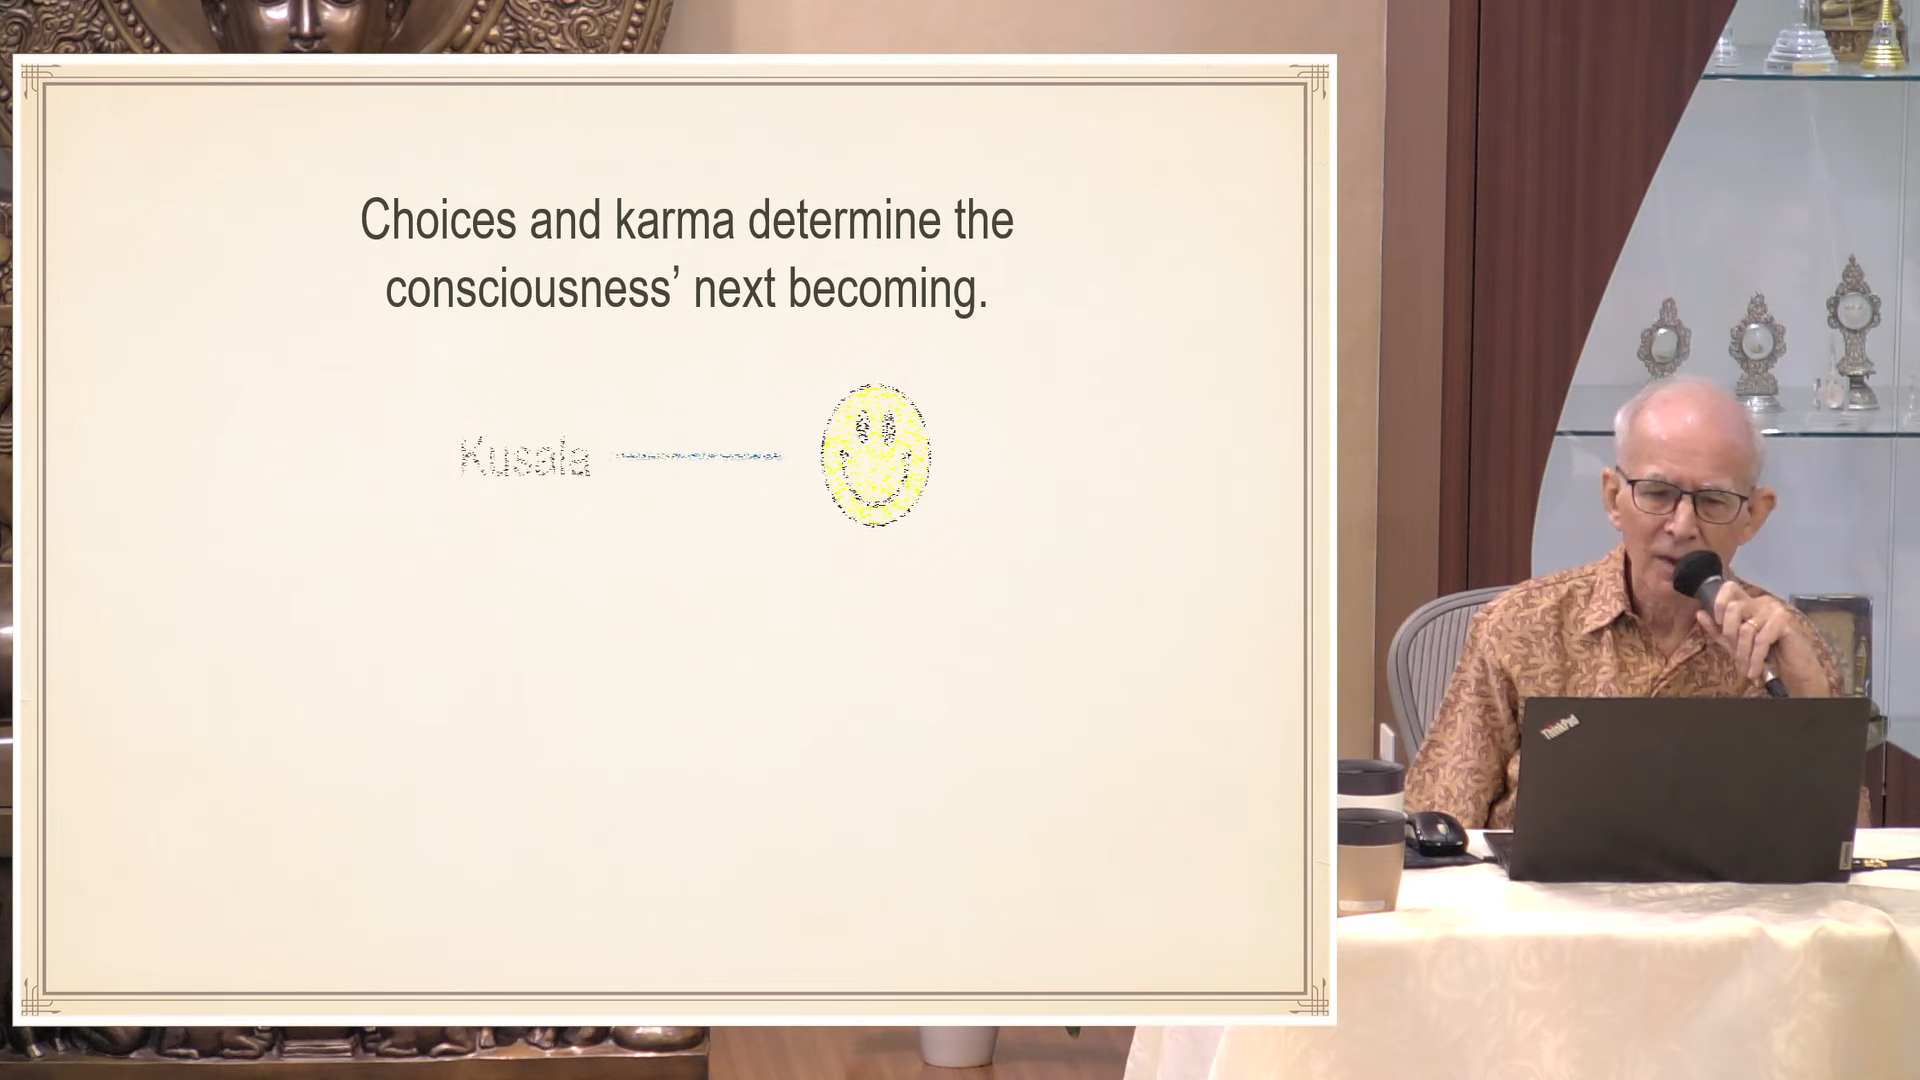 Choices and karma determine the
consciousness’ next becoming.
Kusala
ThinkPad